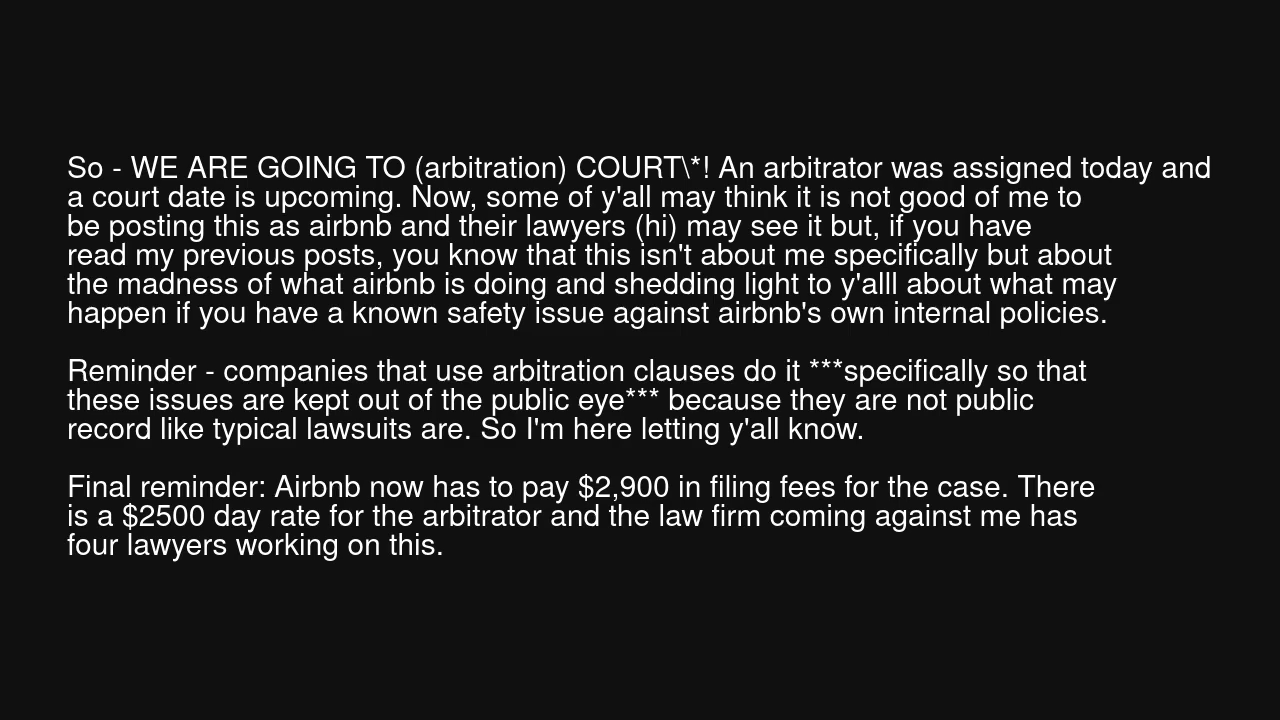 So - WE ARE GOING TO (arbitration) COURT\*! An arbitrator was assigned today and
a court date is upcoming. Now, some of y'all may think it is not good of me to
be posting this as airbnb and their lawyers (hi) may see it but, if you have
read my previous posts, you know that this isn't about me specifically but about
the madness of what airbnb is doing and shedding light to y'alll about what may
happen if you have a known safety issue against airbnb's own internal policies.
Reminder - companies that use arbitration clauses do it ***specifically so that
these issues are kept out of the public eye*** because they are not public
record like typical lawsuits are. So I'm here letting y'all know.
Final reminder: Airbnb now has to pay $2,900 in filing fees for the case. There
is a $2500 day rate for the arbitrator and the law firm coming against me has
four lawyers working on this.